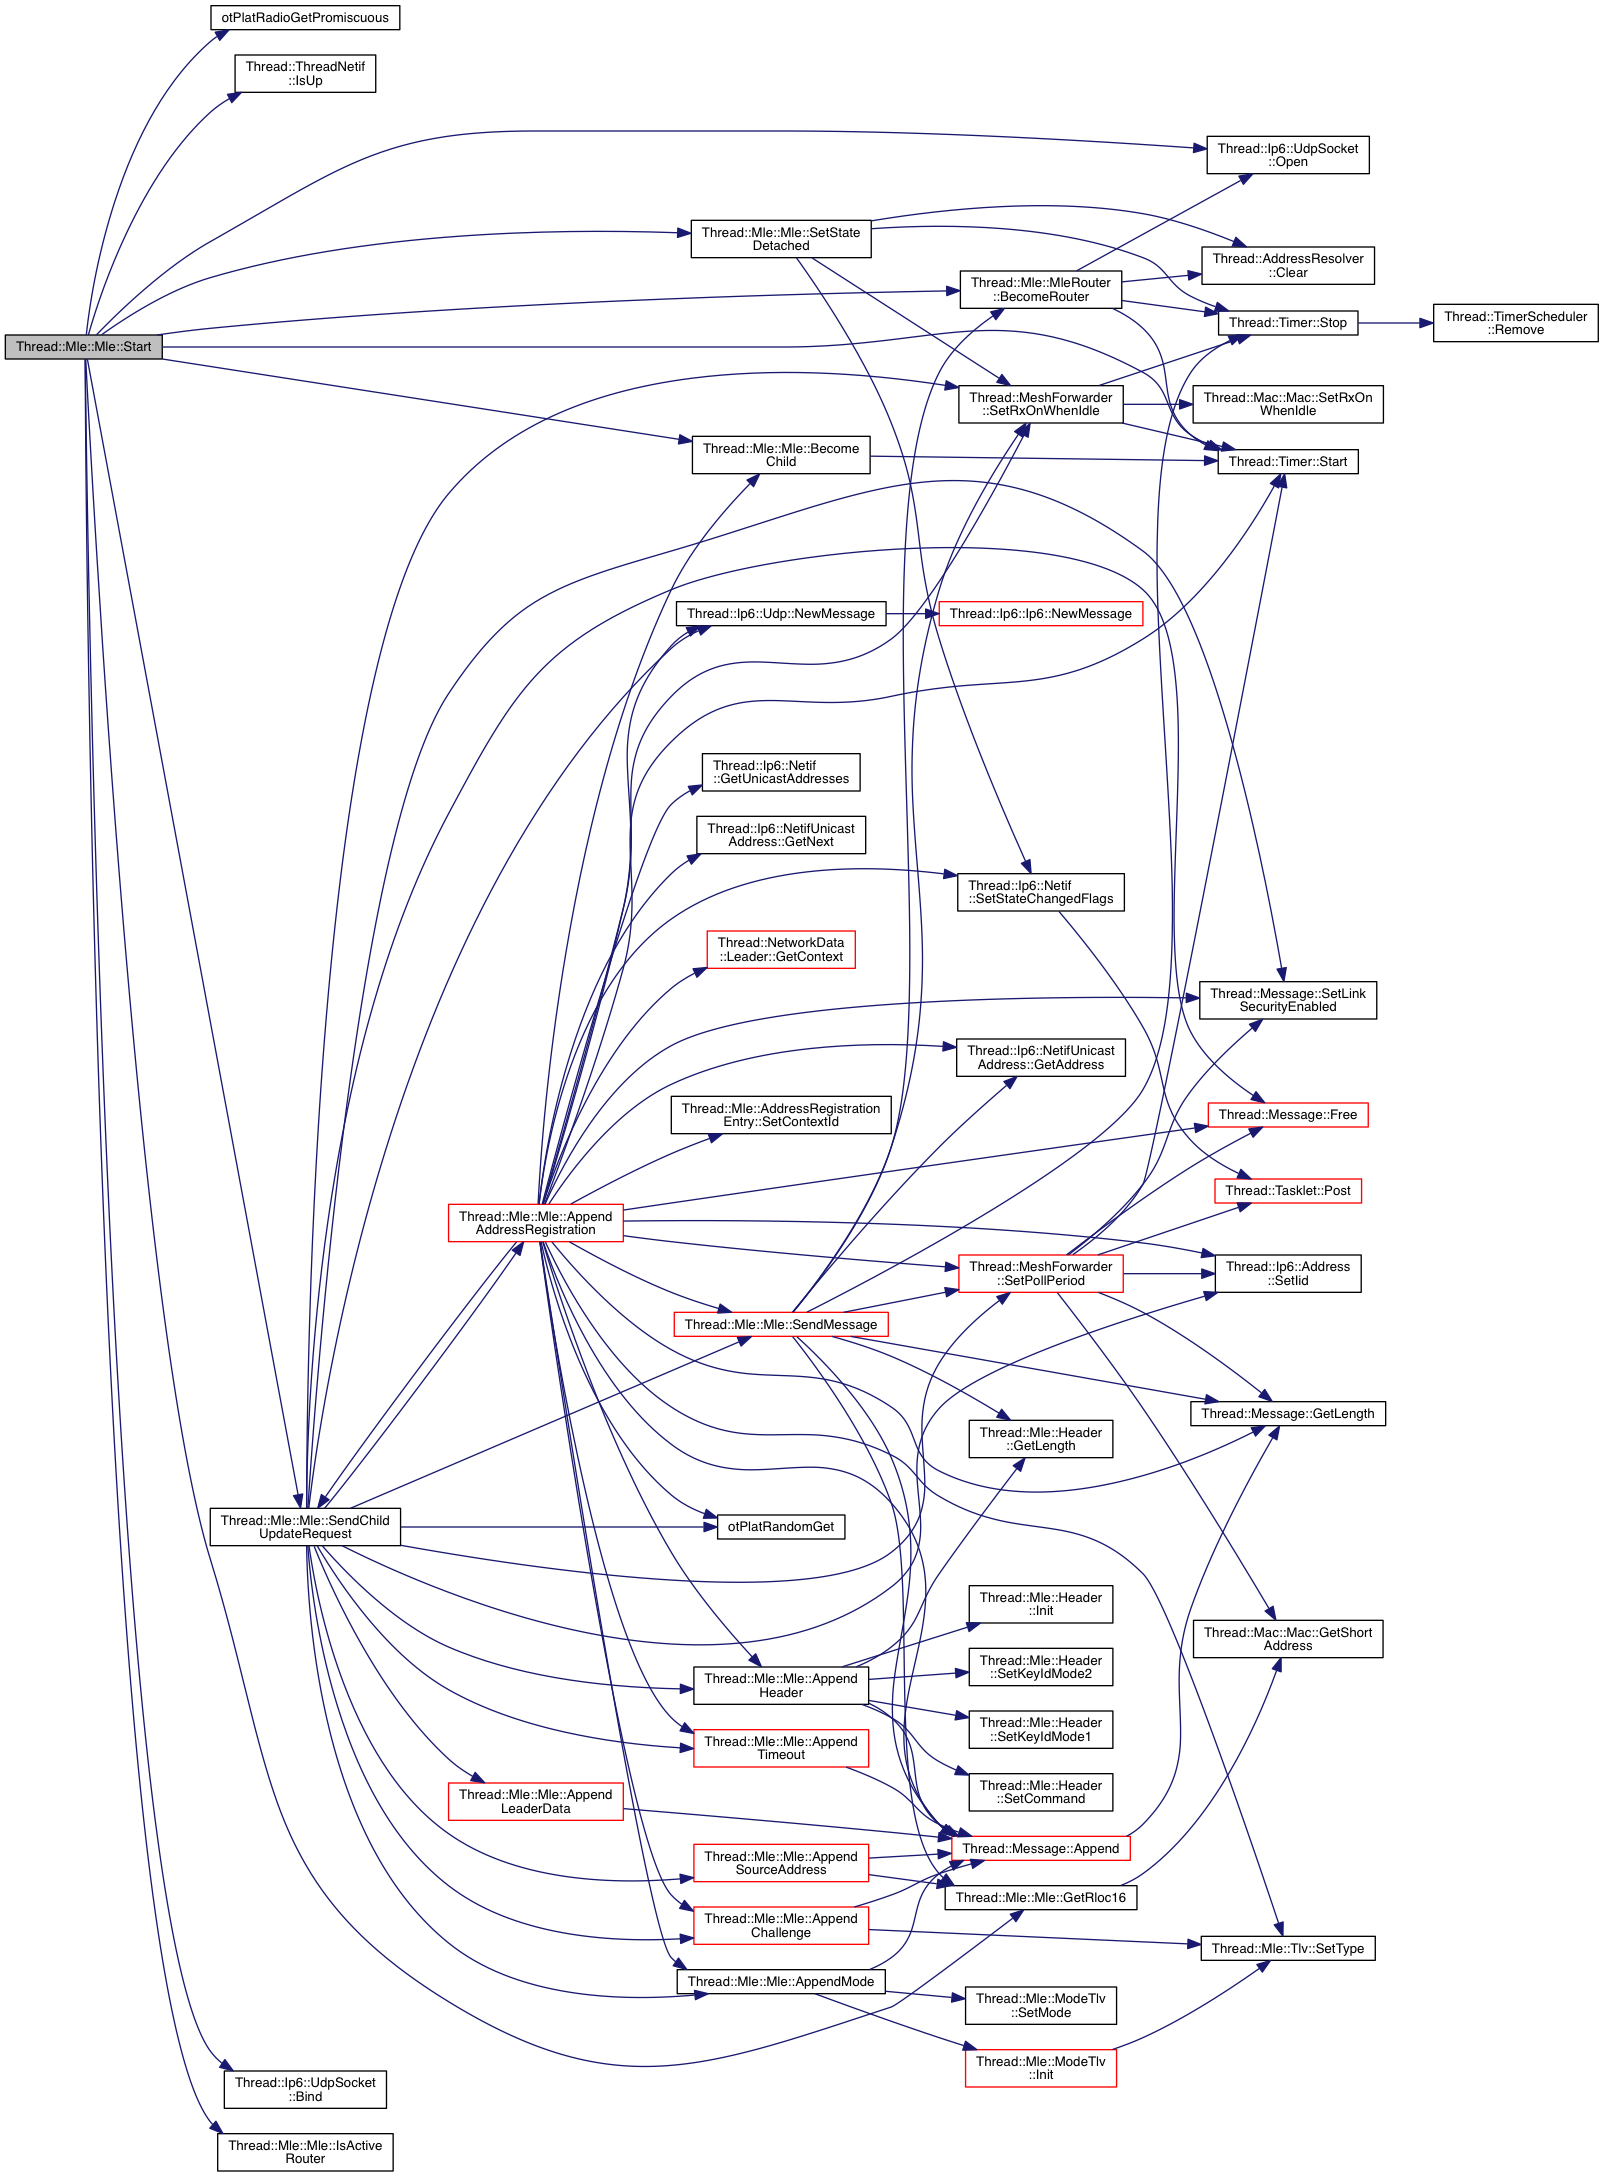 otPlatRadioGetPromiscuous
Thread::ThreadNetif
::IsUp
Thread::Ip6::UdpSocket
::Open
Thread::Mle::Mle::SetState
Detached
Thread::AddressResolver
::Clear
Thread::Mle::MleRouter
::BecomeRouter
Thread::Timer::Stop
Thread::TimerScheduler
::Remove
Thread::Mle::Mle::Start
Thread::MeshForwarder
::SetRxOnWhenIdle
Thread::Mac::Mac::SetRxOn
WhenIdle
Thread::Mle::Mle::Become
Child
Thread::Timer::Start
Thread::Ip6::Udp::NewMessage
Thread::Ip6::Ip6::NewMessage
Thread::Ip6::Netif
::GetUnicastAddresses
Thread::Ip6::NetifUnicast
Address::GetNext
Thread::Ip6::Netif
::SetStateChangedFlags
Thread::NetworkData
::Leader::GetContext
Thread::Message::SetLink
SecurityEnabled
Thread::Ip6::NetifUnicast
Address::GetAddress
Thread::Mle::AddressRegistration
Entry::SetContextId
Thread::Message::Free
Thread::Tasklet::Post
Thread::Mle::Mle::Append
AddressRegistration
Thread::MeshForwarder
::SetPollPeriod
Thread::Ip6::Address
::SetIid
Thread::Mle::Mle::SendMessage
Thread::Message::GetLength
Thread::Mle::Header
::GetLength
Thread::Mle::Mle::SendChild
UpdateRequest
otPlatRandomGet
Thread::Mle::Header
::Init
Thread::Mac::Mac::GetShort
Address
Thread::Mle::Header
::SetKeyIdMode2
Thread::Mle::Mle::Append
Header
Thread::Mle::Header
::SetKeyIdMode1
Thread::Mle::Mle::Append
Timeout
Thread::Mle::Header
::SetCommand
Thread::Mle::Mle::Append
LeaderData
Thread::Message::Append
Thread::Mle::Mle::Append
SourceAddress
Thread::Mle::Mle::GetRloc16
Thread::Mle::Mle::Append
Challenge
Thread::Mle::Tlv::SetType
Thread::Mle::Mle::AppendMode
Thread::Mle::ModeTlv
::SetMode
Thread::Mle::ModeTlv
::Init
Thread::Ip6::UdpSocket
::Bind
Thread::Mle::Mle::IsActive
Router